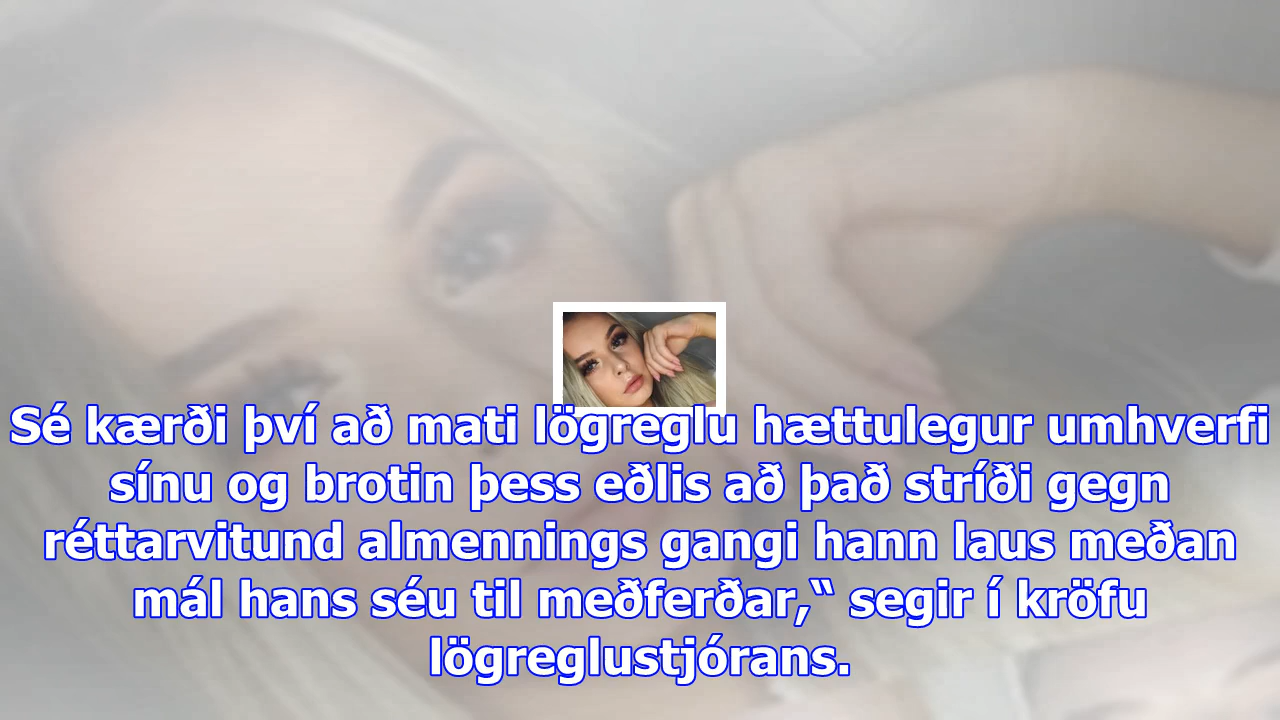 Sé kærði því að mati lögreglu hættulegur umhverfi
sínu og brotin þess eðlis að það stríði gegn
réttarvitund almennings gangi hann laus meðan
mál hans séu til meðferðar,“ segir í kröfu
lögreglustjórans.